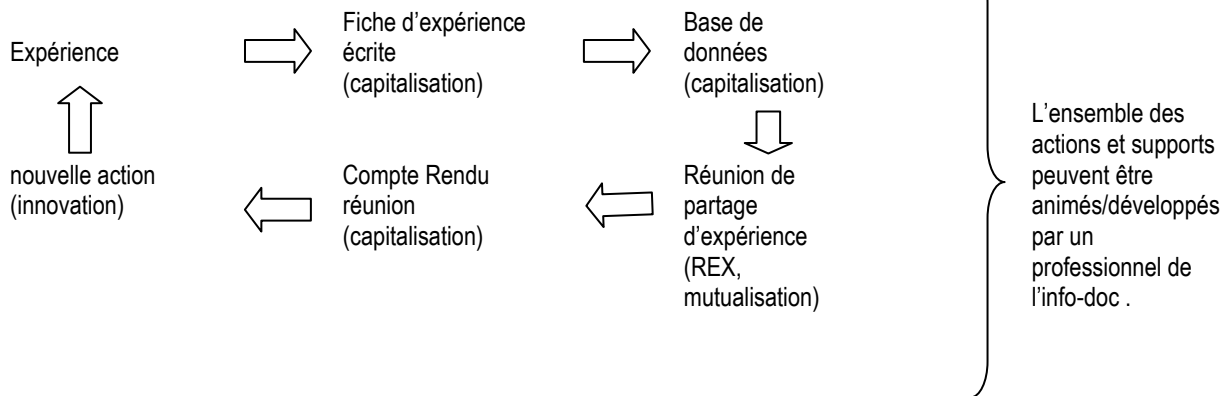 Expérience
Fiche d’expérience
écrite
(capitalisation)
Base de
données
(capitalisation)
Réunion de
partage
d’expérience
(REX,
mutualisation)
Compte Rendu
réunion
(capitalisation)
nouvelle action
(innovation)
L’ensemble des
actions et supports
peuvent être
animés/développés
par un
professionnel de
l’info-doc .